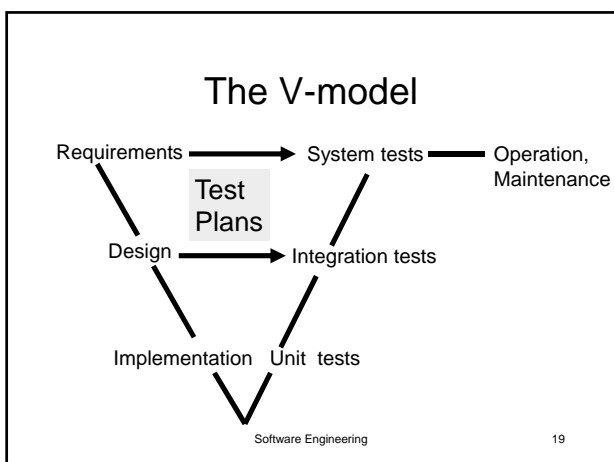 The V-model
Requirements
System tests
Operation,
Maintenance
Test
Plans
Design
Integration tests
Implementation
Unit tests
Software Engineering
19